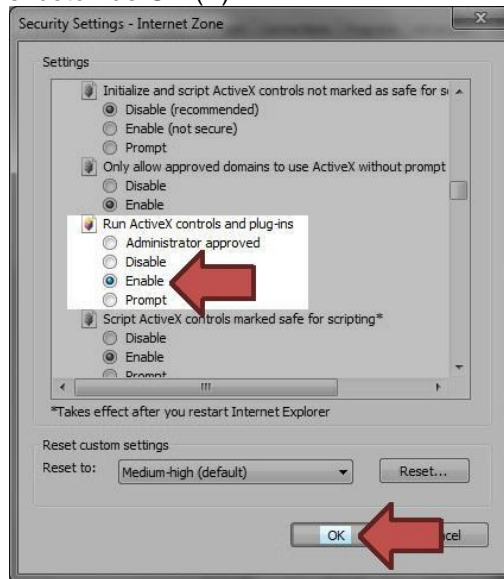 Security Settings - Internet Zone
Settings
Initialize and script ActiveX controls not marked as safe for s
Disable (recommended)
Enable (not secure)
Prompt
Only allow approved domains to use ActiveX without prompt
Disable
Enable
Run ActiveX controls and plug-ins
Administrator approved
Disable
Enable
Prompt
Script ActiveX controls marked safe for scripting*
Disable
Enable
Prompt
*Takes effect after you restart Internet Explorer
Reset custom settings
Reset to: Medium-high (default) Reset...
OK cel